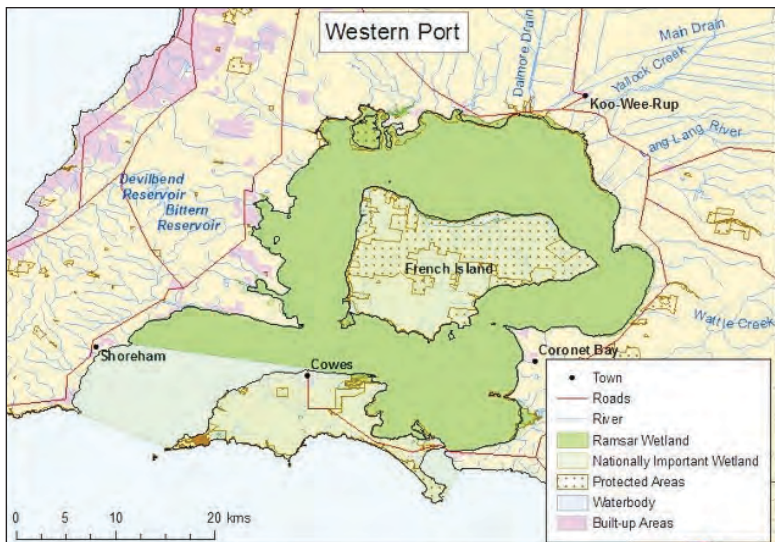 Western Port
Main Drain
Yallock Creek
Dalmore Drain
Koo-Wee-Rup
Lang Lang River
Devilbend
Reservoir
Bittern
Reservoir
French Island
Wattle Creek
Shoreham
Cowes
Coronet Bay
Town
Roads
River
Ramsar Wetland
Nationally Important Wetland
Protected Areas
Waterbody
Built-up Areas
0 5 10 20 kms